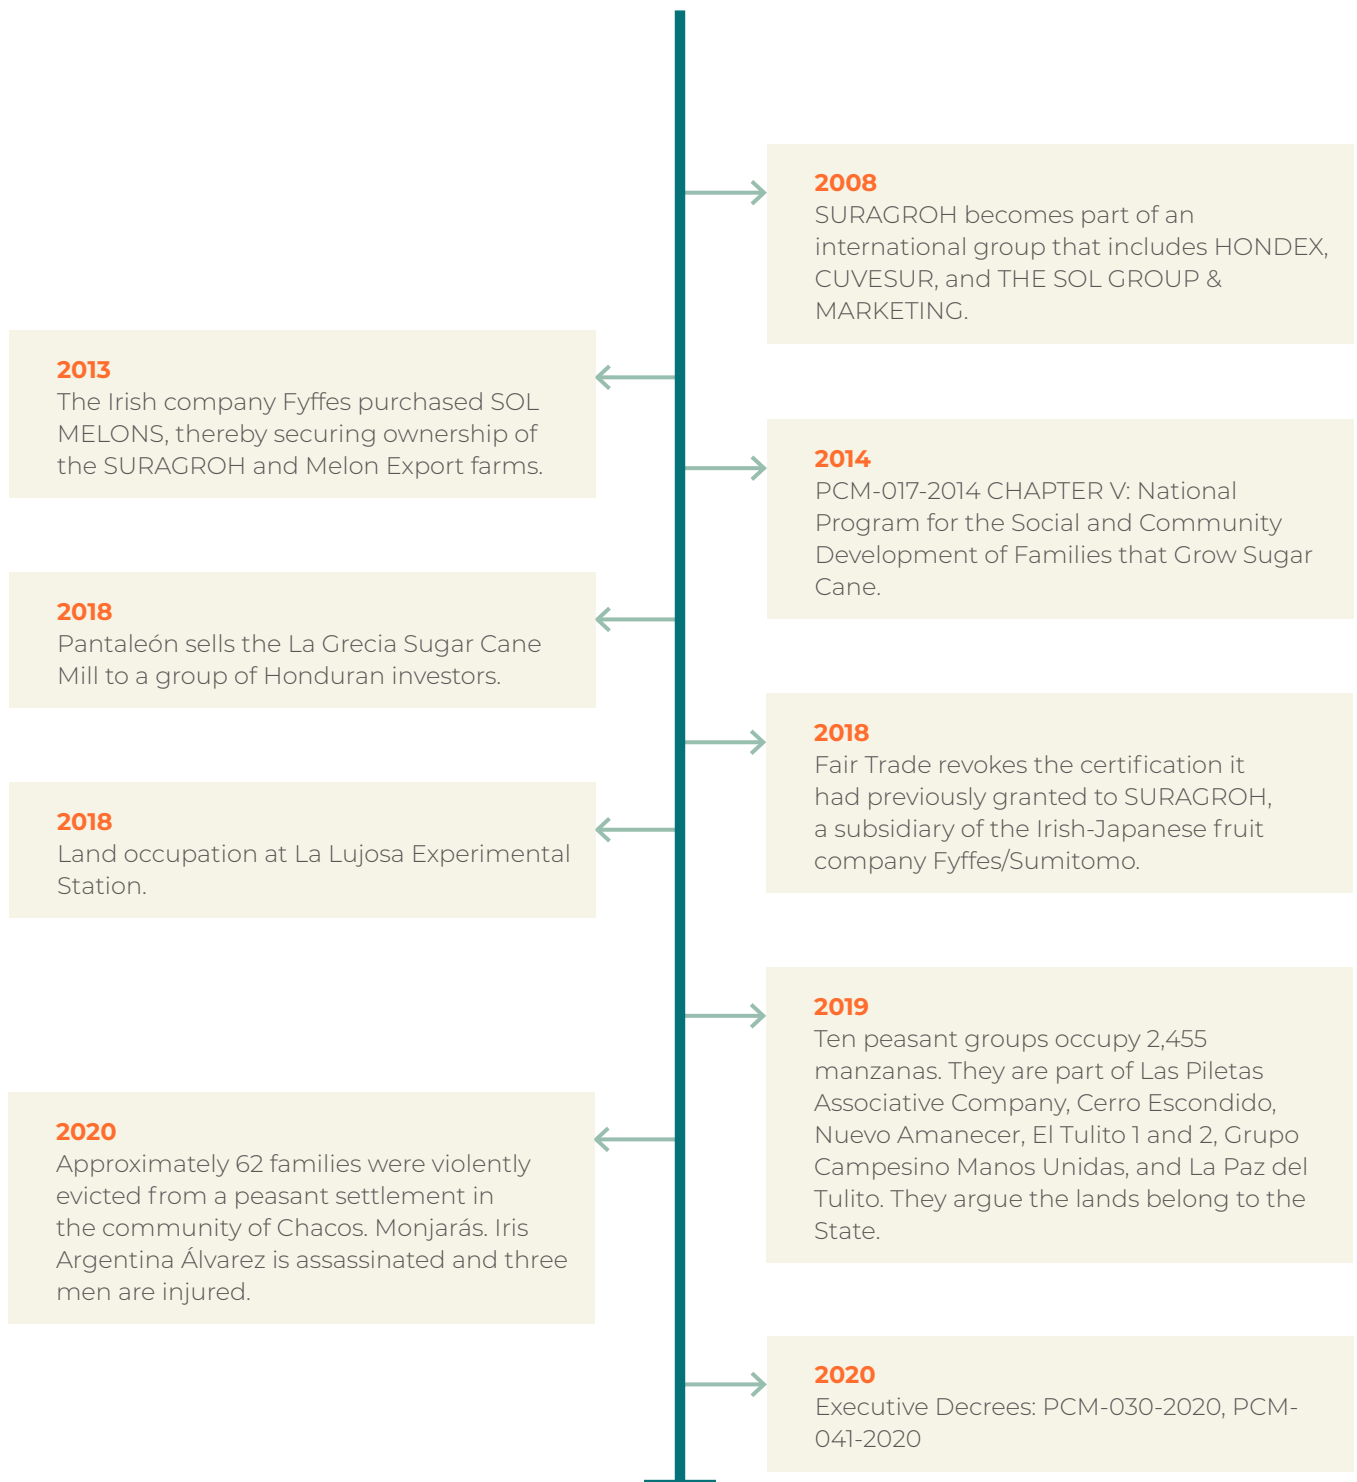 2008
SURAGROH becomes part of an
international group that includes HONDEX,
CUVESUR, and THE SOL GROUP &
MARKETING.
2013
The Irish company Fyffes purchased SOL
MELONS, thereby securing ownership of
the SURAGROH and Melon Export farms.
2014
PCM-017-2014 CHAPTER V: National
Program for the Social and Community
Development of Families that Grow Sugar
Cane.
2018
Pantaleón sells the La Grecia Sugar Cane
Mill to a group of Honduran investors.
2018
Fair Trade revokes the certification it
had previously granted to SURAGROH,
a subsidiary of the Irish-Japanese fruit
company Fyffes/Sumitomo.
2018
Land occupation at La Lujosa Experimental
Station.
2019
Ten peasant groups occupy 2,455
manzanas. They are part of Las Piletas
Associative Company, Cerro Escondido,
Nuevo Amanecer, El Tulito 1 and 2, Grupo
Campesino Manos Unidas, and La Paz del
Tulito. They argue the lands belong to the
State.
2020
Approximately 62 families were violently
evicted from a peasant settlement in
the community of Chacos. Monjarás. Iris
Argentina Álvarez is assassinated and three
men are injured.
2020
Executive Decrees: PCM-030-2020, PCM-
041-2020